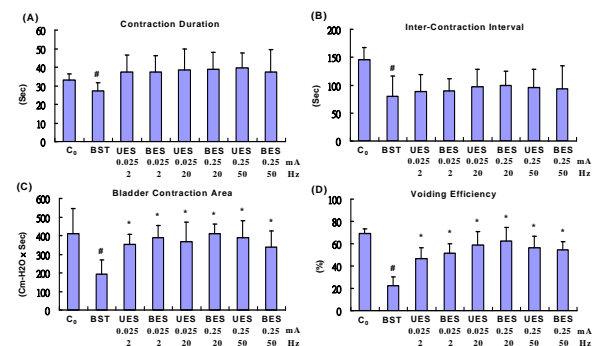 (A) Contraction Duration
60
50
40
30
20
10
0
(Sec)
#
C₀ BST UES BES UES BES UES BES
0.025 0.025 0.25 0.25 0.25 0.25 mA
2 2 20 20 50 50 Hz
(B) Inter-Contraction Interval
200
150
100
50
0
(Sec)
#
C₀ BST UES BES UES BES UES BES
0.025 0.025 0.25 0.25 0.25 0.25 mA
2 2 20 20 50 50 Hz
(C) Bladder Contraction Area
600
500
400
300
200
100
0
(Cm-H2O x Sec)
# * * * * * *
C₀ BST UES BES UES BES UES BES
0.025 0.025 0.25 0.25 0.25 0.25 mA
2 2 20 20 50 50 Hz
(D) Voiding Efficiency
100
80
60
40
20
0
(%)
# * * * * * *
C₀ BST UES BES UES BES UES BES
0.025 0.025 0.25 0.25 0.25 0.25 mA
2 2 20 20 50 50 Hz